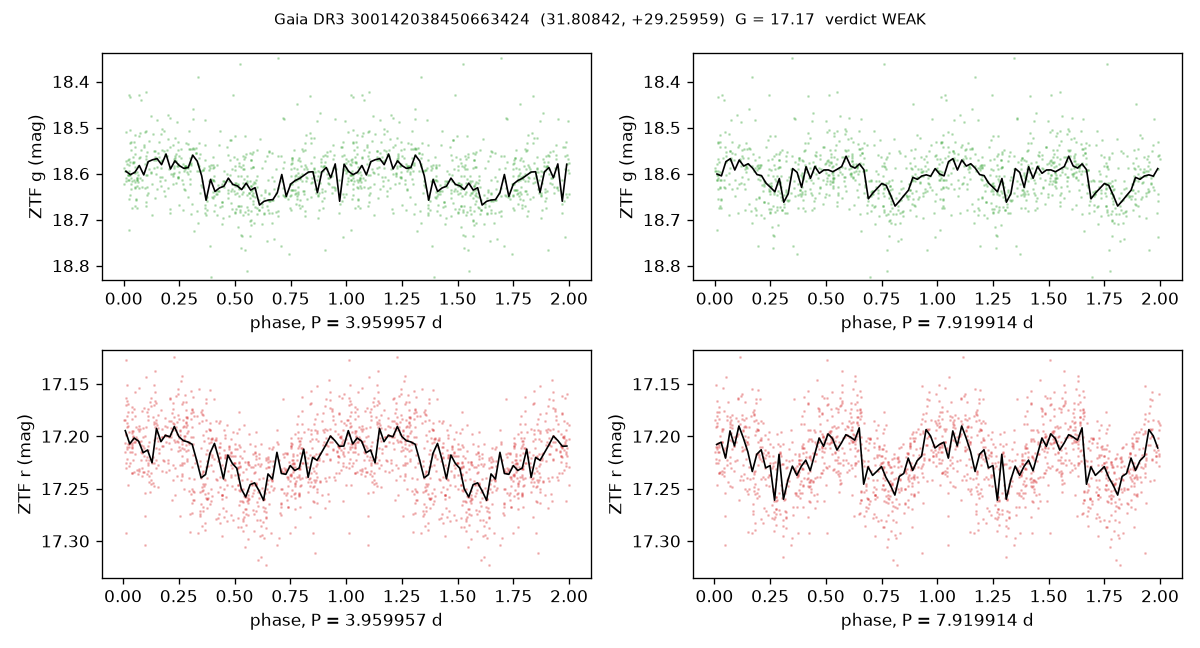 Gaia DR3 300142038450663424 (31.80842, +29.25959) G = 17.17 verdict WEAK
ZTF g (mag)
18.4
18.5
18.6
18.7
18.8
0.00 0.25 0.50 0.75 1.00 1.25 1.50 1.75 2.00
phase, P = 3.959957 d
ZTF g (mag)
18.4
18.5
18.6
18.7
18.8
0.00 0.25 0.50 0.75 1.00 1.25 1.50 1.75 2.00
phase, P = 7.919914 d
ZTF r (mag)
17.15
17.20
17.25
17.30
0.00 0.25 0.50 0.75 1.00 1.25 1.50 1.75 2.00
phase, P = 3.959957 d
ZTF r (mag)
17.15
17.20
17.25
17.30
0.00 0.25 0.50 0.75 1.00 1.25 1.50 1.75 2.00
phase, P = 7.919914 d